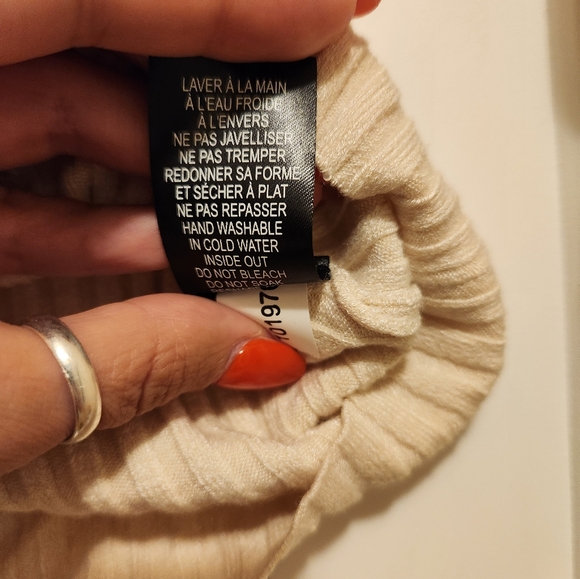 LAVER À LA MAIN
À L'EAU FROIDE
À L'ENVERS
NE PAS JAVELLISER
NE PAS TREMPER
REDONNER SA FORME
ET SÉCHER À PLAT
NE PAS REPASSER
HAND WASHABLE
IN COLD WATER
INSIDE OUT
DO NOT BLEACH
DO NOT SOAK